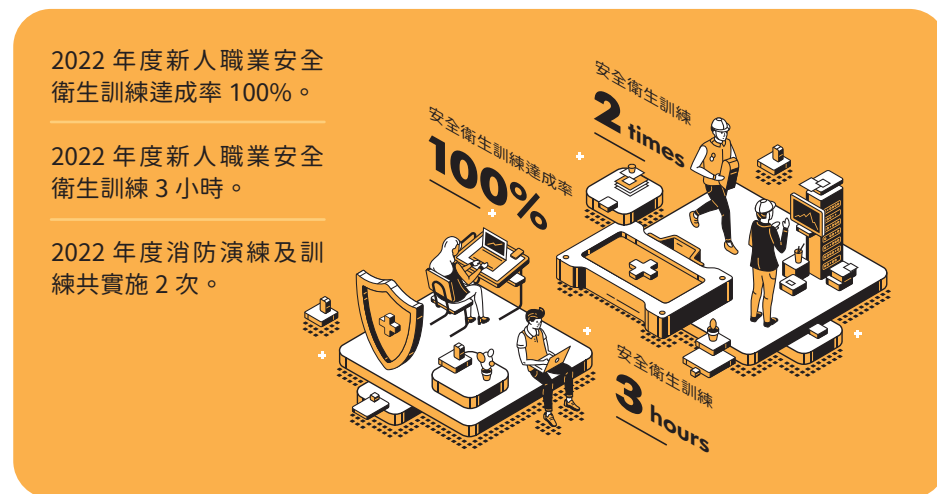 2022 年度新人職業安全
衛生訓練達成率 100%。
2022 年度新人職業安全
衛生訓練 3 小時。
2022 年度消防演練及訓
練共實施 2 次。
安全衛生訓練
2 times
安全衛生訓練達成率
100%
安全衛生訓練
3 hours